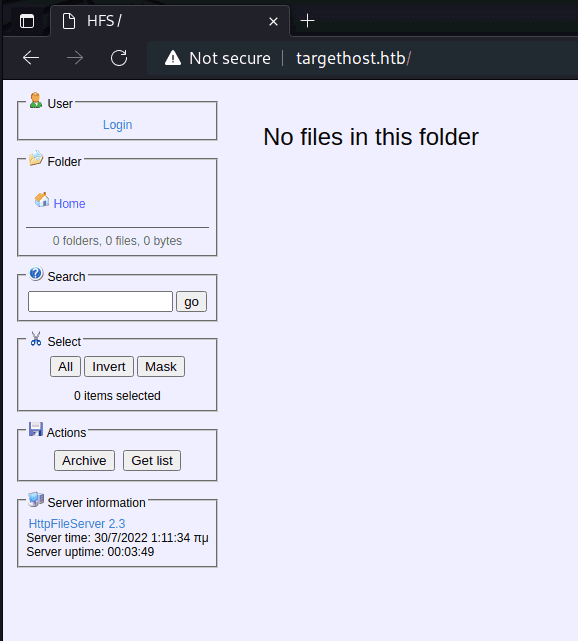 HFS /
Not secure
targethost.htb/
User
Login
Folder
Home
0 folders, 0 files, 0 bytes
Search
go
Select
All Invert Mask
0 items selected
Actions
Archive Get list
Server information
HttpFileServer 2.3
Server time: 30/7/2022 1:11:34 πμ
Server uptime: 00:03:49
No files in this folder